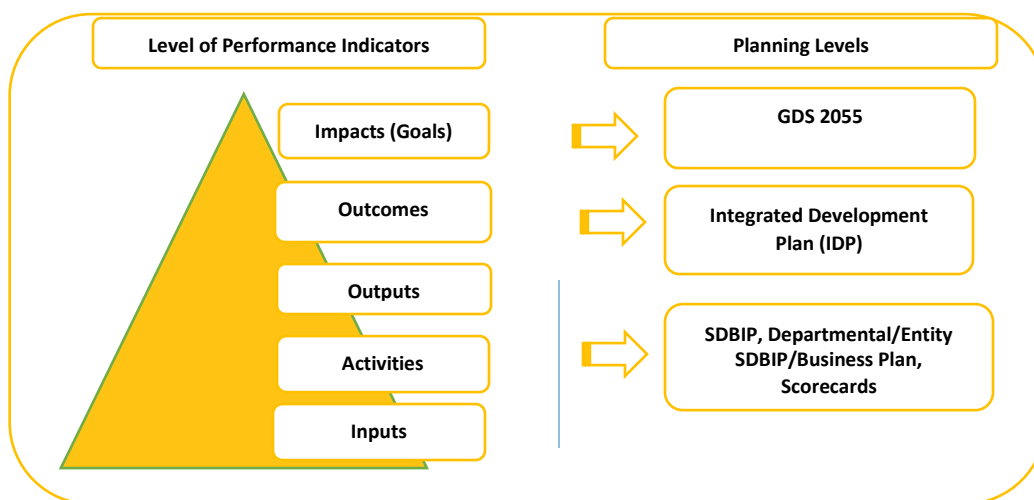 Level of Performance Indicators
Planning Levels
Impacts (Goals)
GDS 2055
Outcomes
Integrated Development
Plan (IDP)
Outputs
SDBIP, Departmental/Entity
SDBIP/Business Plan,
Scorecards
Activities
Inputs